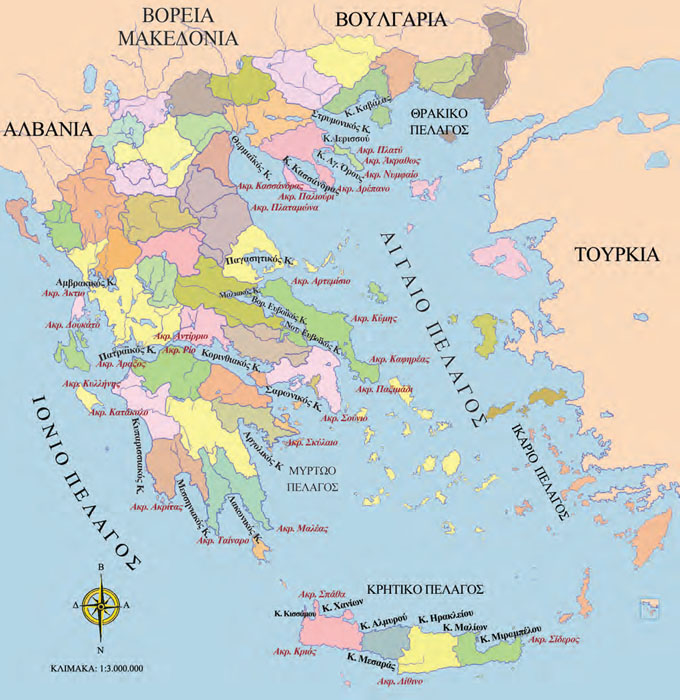 ΒΟΡΕΙΑ
ΜΑΚΕΔΟΝΙΑ
ΒΟΥΛΓΑΡΙΑ
ΑΛΒΑΝΙΑ
ΤΟΥΡΚΙΑ
ΘΡΑΚΙΚΟ
ΠΕΛΑΓΟΣ
Κ. Καβάλας
Στρυμονικός Κ.
Κ.Ιερισσού
Ακρ. Πλατύ
Ακρ. Άκραθος
Κ. Αγ. Όρους
Ακρ. Νυμφαίο
Θερμαϊκός Κ.
Κ. Κασσάνδρας
Ακρ. Δρέπανο
Ακρ. Κασσάνδρας
Ακρ. Παλιούρι
Ακρ. Πλαταμώνα
ΑΙΓΑΙΟ ΠΕΛΑΓΟΣ
Παγασητικός Κ.
Ακρ. Αρτεμίσιο
Αμβρακικός Κ.
Ακρ. Άκτιο
Μαλιακός Κ.
Βορ. Ευβοϊκός Κ.
Νοτ. Ευβοϊκός Κ.
Ακρ. Κύμης
Ακρ. Δουκάτο
Ακρ. Αντίρριο
Ακρ. Ρίο
Πατραϊκός Κ.
Κορινθιακός Κ.
Ακρ. Άραξος
Ακρ. Καφηρέας
Ακρ. Κυλλήνης
Ακρ. Παξιμάδι
Σαρωνικός Κ.
Ακρ. Κατάκολο
Ακρ. Σούνιο
Ακρ. Σκύλαιο
Αργολικός Κ.
ΙΟΝΙΟ ΠΕΛΑΓΟΣ
Κυπαρισσιακός Κ.
ΙΚΑΡΙΟ ΠΕΛΑΓΟΣ
ΜΥΡΤΩΟ
ΠΕΛΑΓΟΣ
Μεσσηνιακός Κ.
Λακωνικός Κ.
Ακρ. Ακρίτας
Ακρ. Μαλέας
Ακρ. Ταίναρο
Β
Δ
Α
Ν
ΚΛΙΜΑΚΑ: 1:3.000.000
ΚΡΗΤΙΚΟ ΠΕΛΑΓΟΣ
Ακρ. Σπάθα
Κ. Χανίων
Κ. Κισσάμου
Κ. Αλμυρού
Κ. Ηρακλείου
Κ. Μαλίων
Κ. Μιραμπέλου
Ακρ. Σίδερος
Ακρ. Κριός
Κ. Μεσαράς
Ακρ. Λίθινο